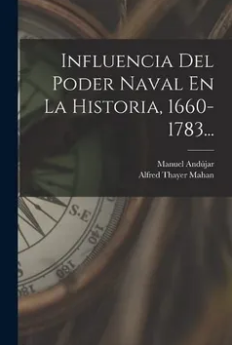 Influencia Del
Poder Naval En
La Historia, 1660-
1783...
Manuel Andújar
Alfred Thayer Mahan